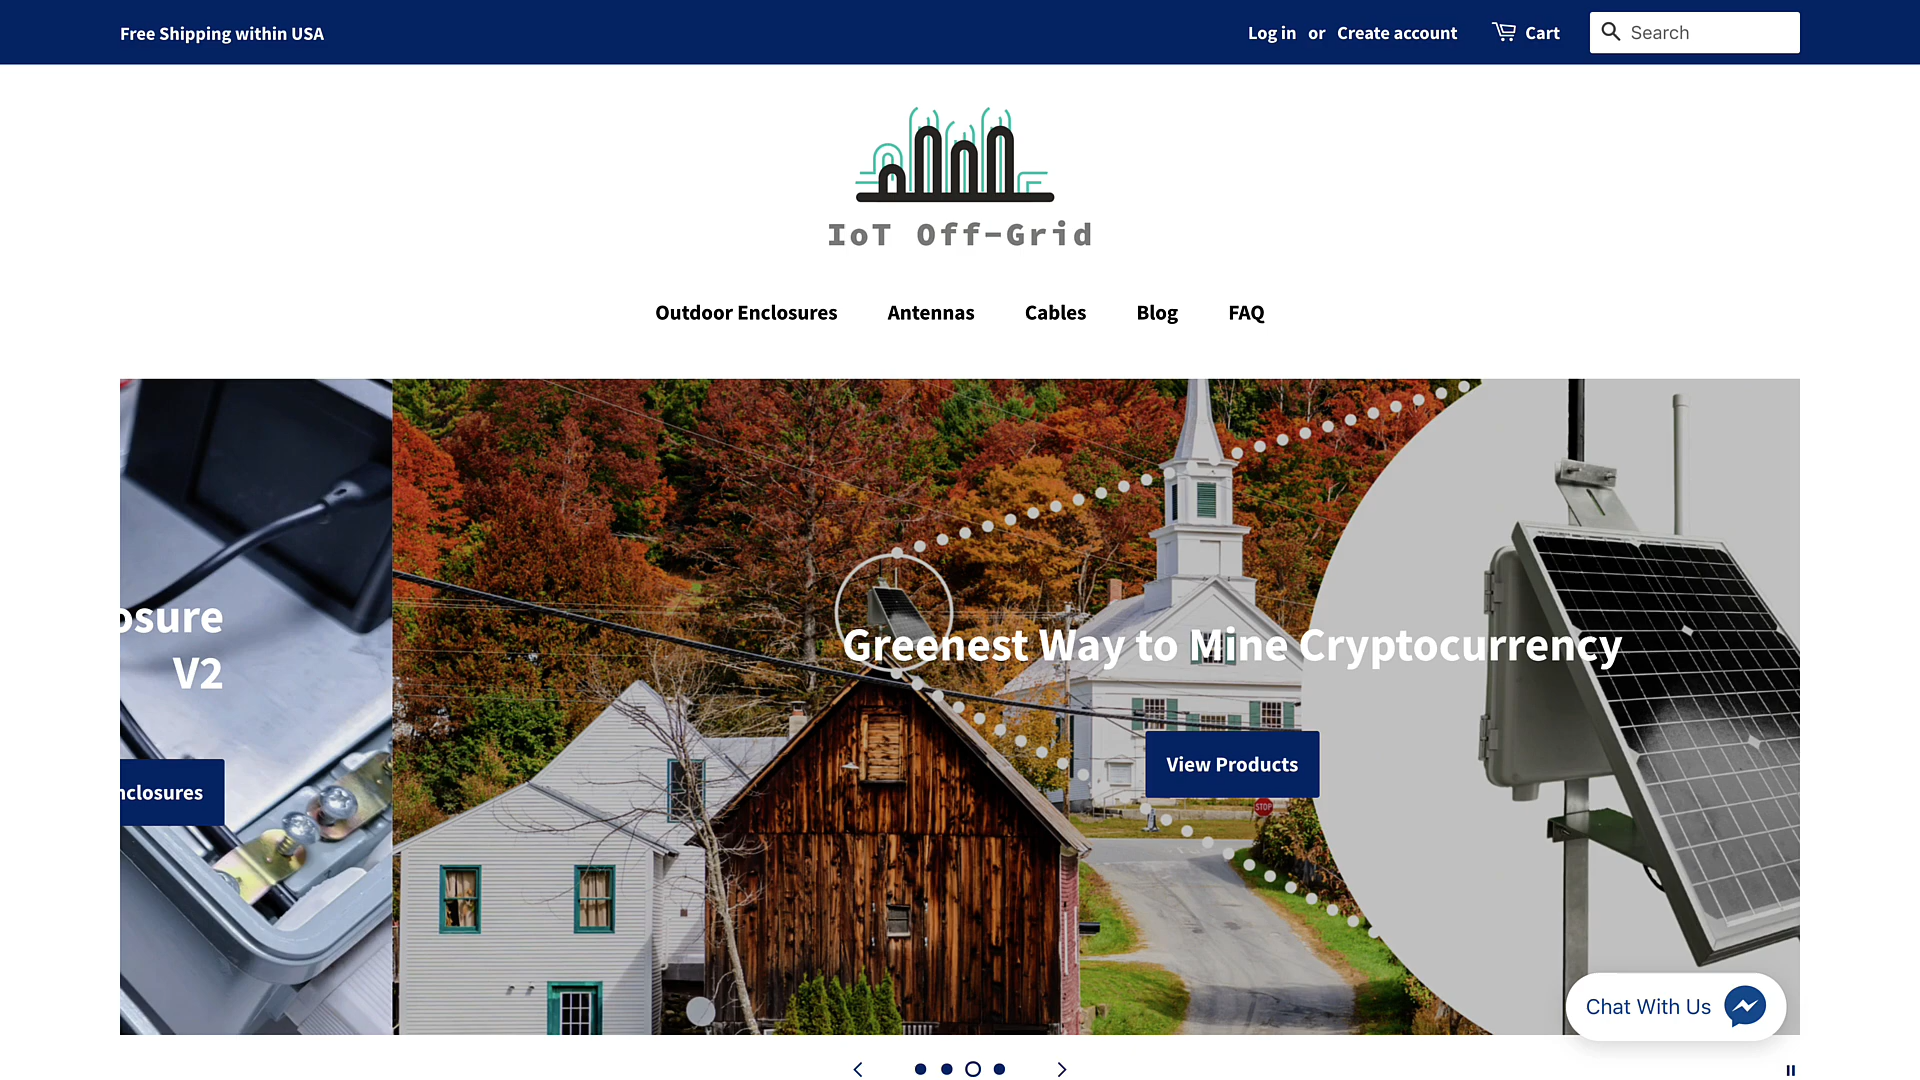 Free Shipping within USA
Log in or Create account
Cart
Search
IoT Off-Grid
Outdoor Enclosures
Antennas
Cables
Blog
FAQ
osure
V2
nclosures
Greenest Way to Mine Cryptocurrency
View Products
STOP
Chat With Us